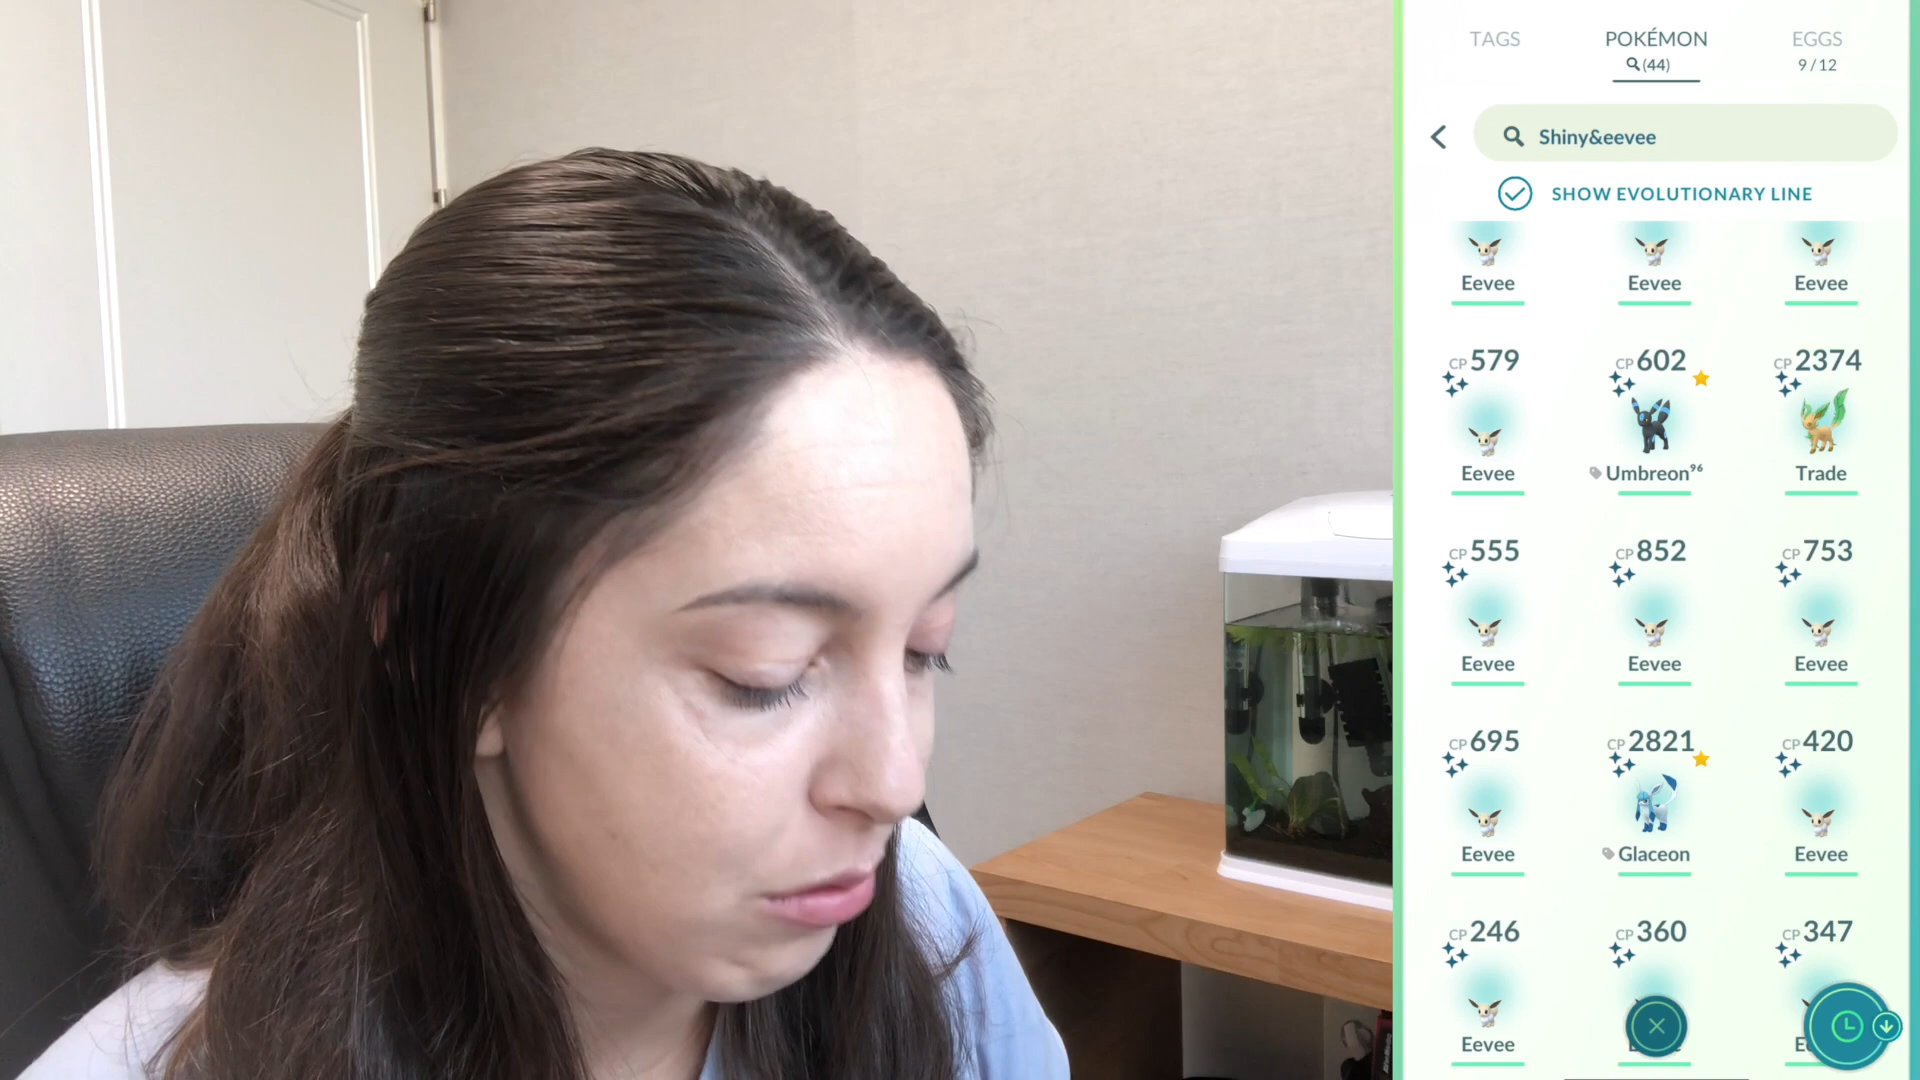 TAGS
POKÉMON
(44)
EGGS
9 / 12
Shiny&eevee
SHOW EVOLUTIONARY LINE
Eevee
Eevee
Eevee
CP579
CP602
CP2374
Eevee
Umbreon96
Trade
CP555
CP852
CP753
Eevee
Eevee
Eevee
CP695
CP2821
CP420
Eevee
Glaceon
Eevee
CP246
CP360
CP347
Eevee